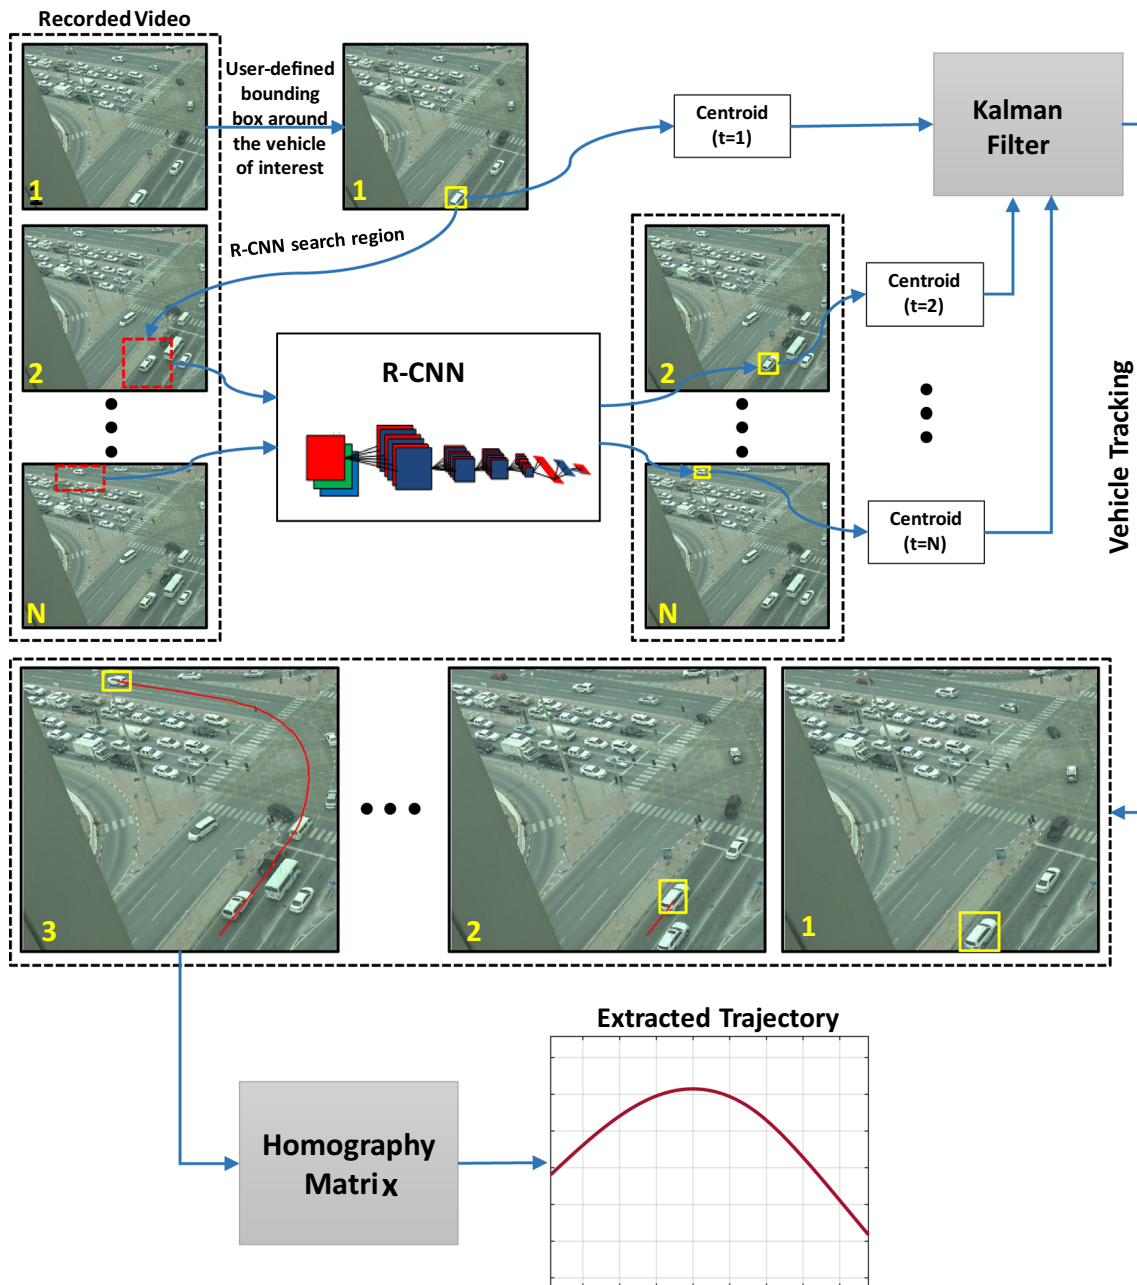 Recorded Video
1
User-defined
bounding
box around
the vehicle
of interest
1
Centroid
(t=1)
Kalman
Filter
R-CNN search region
2
R-CNN
2
Centroid
(t=2)
Vehicle Tracking
N
N
Centroid
(t=N)
3
2
1
Extracted Trajectory
Homography
Matrix